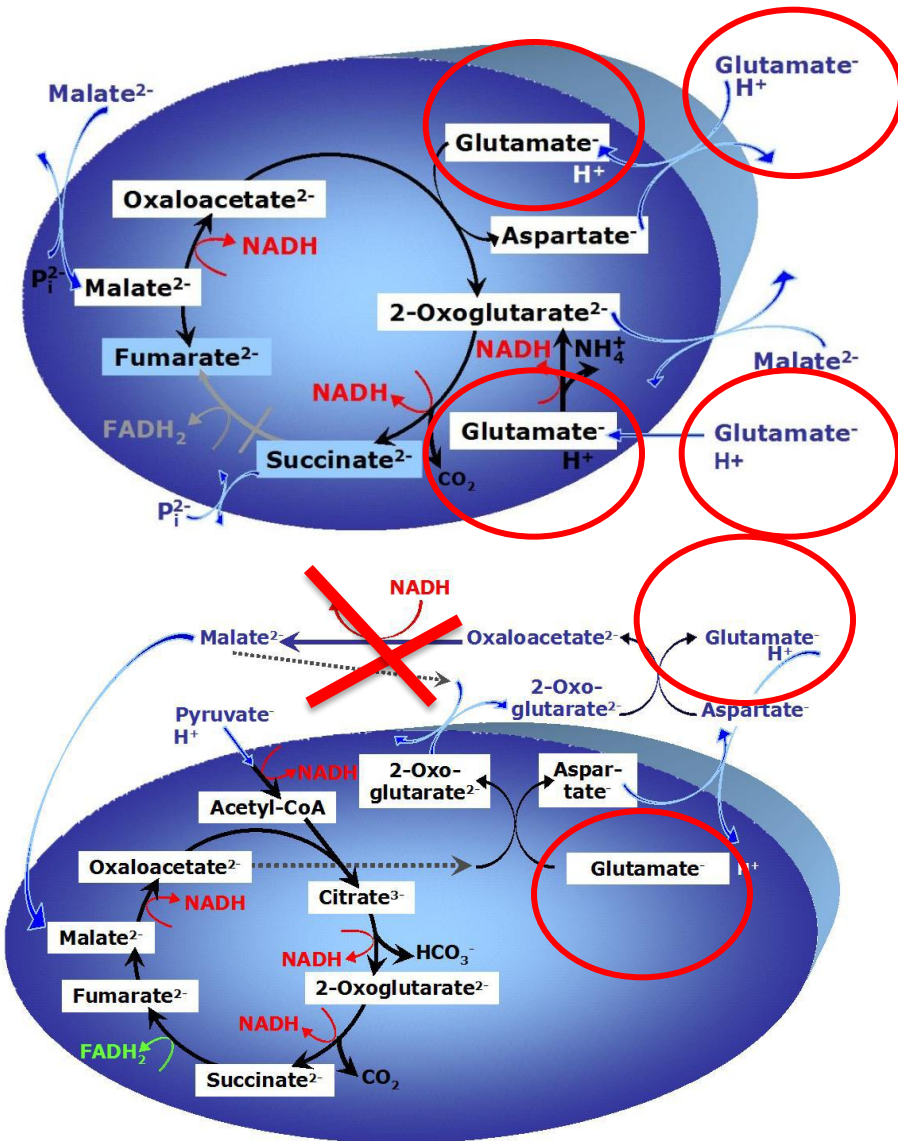 Glutamate⁻
H⁺
Malate²⁻
Glutamate⁻
H⁺
Oxaloacetate²⁻
Aspartate⁻
NADH
Pᵢ²⁻
Malate²⁻
2-Oxoglutarate²⁻
NADH
NH₄⁺
Fumarate²⁻
Malate²⁻
NADH
FADH₂
Glutamate⁻
H⁺
Glutamate⁻
H+
Succinate²⁻
CO₂
Pᵢ²⁻
NADH
Malate²⁻
Oxaloacetate²⁻
Glutamate⁻
H⁺
2-Oxo-
glutarate²⁻
Aspartate⁻
Pyruvate⁻
H⁺
NADH
2-Oxo-
glutarate²⁻
Aspar-
tate⁻
Acetyl-CoA
Oxaloacetate²⁻
Glutamate⁻
H⁺
Citrate³⁻
NADH
Malate²⁻
NADH
HCO₃⁻
Fumarate²⁻
2-Oxoglutarate²⁻
NADH
FADH₂
Succinate²⁻
CO₂